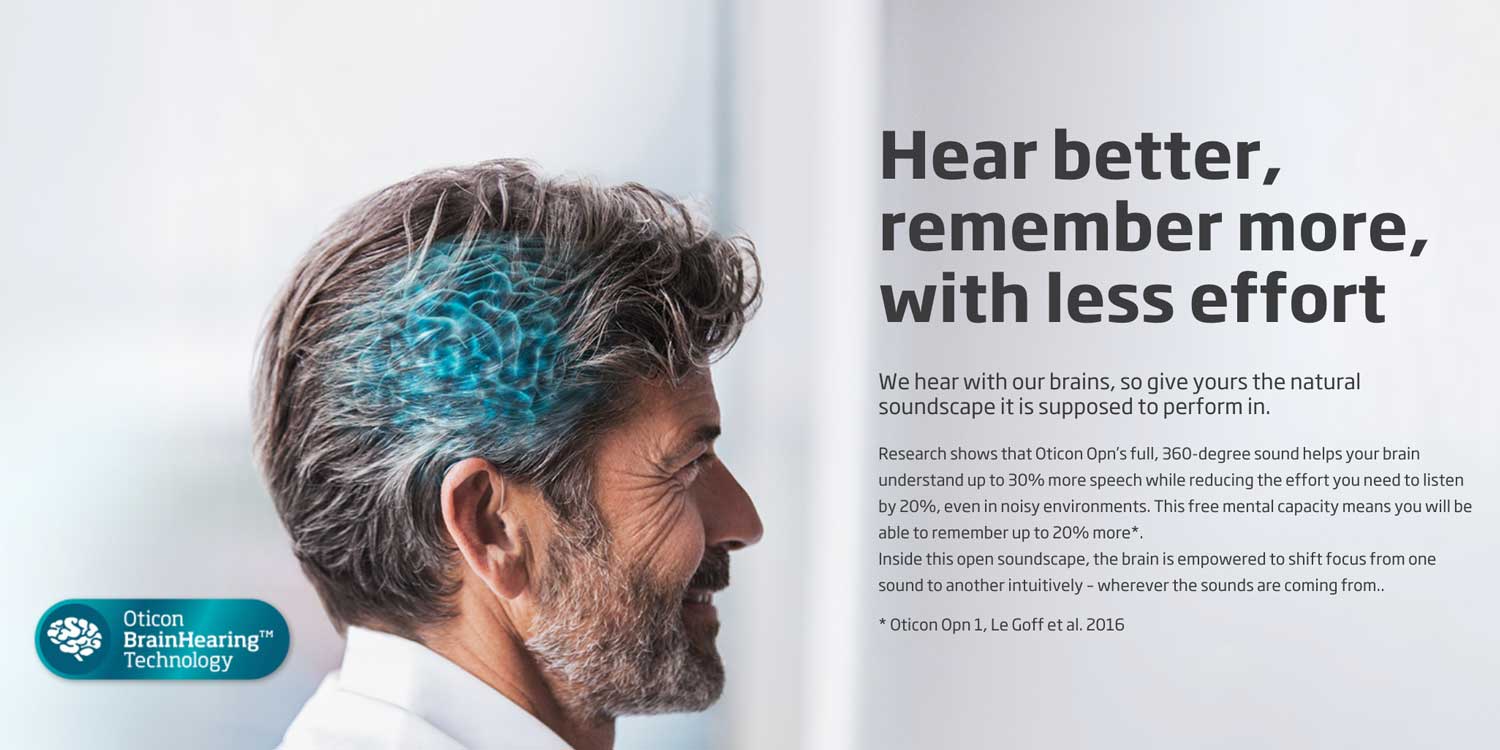 Hear better,
remember more,
with less effort
We hear with our brains, so give yours the natural
soundscape it is supposed to perform in.
Research shows that Oticon Opn's full, 360-degree sound helps your brain
understand up to 30% more speech while reducing the effort you need to listen
by 20%, even in noisy environments. This free mental capacity means you will be
able to remember up to 20% more*.
Inside this open soundscape, the brain is empowered to shift focus from one
sound to another intuitively – wherever the sounds are coming from..
* Oticon Opn 1, Le Goff et al. 2016
Oticon
BrainHearing™
Technology